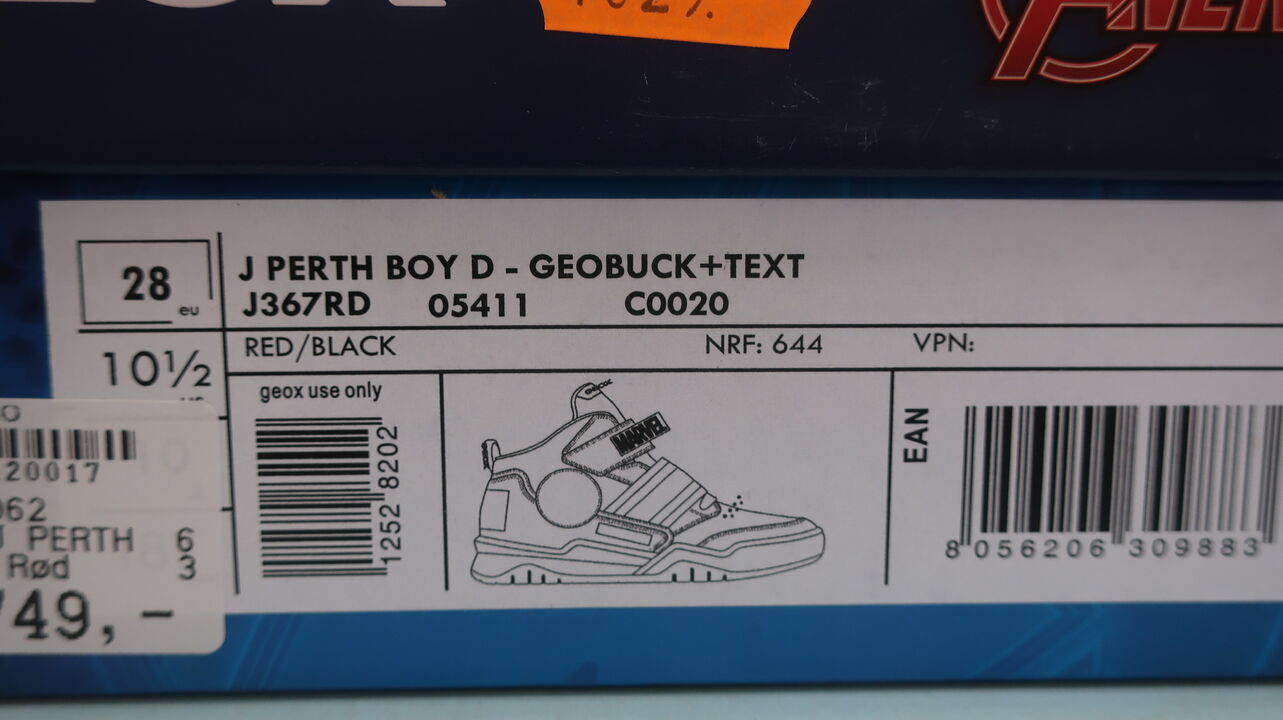 28
eu
J PERTH BOY D - GEOBUCK+TEXT
J367RD 05411 C0020
10½
RED/BLACK NRF: 644 VPN:
geox use only
1252 8202
GEOX
MARVEL
EAN
8 056206 309883
20017
062
PERTH 6
Rød 3
749,-